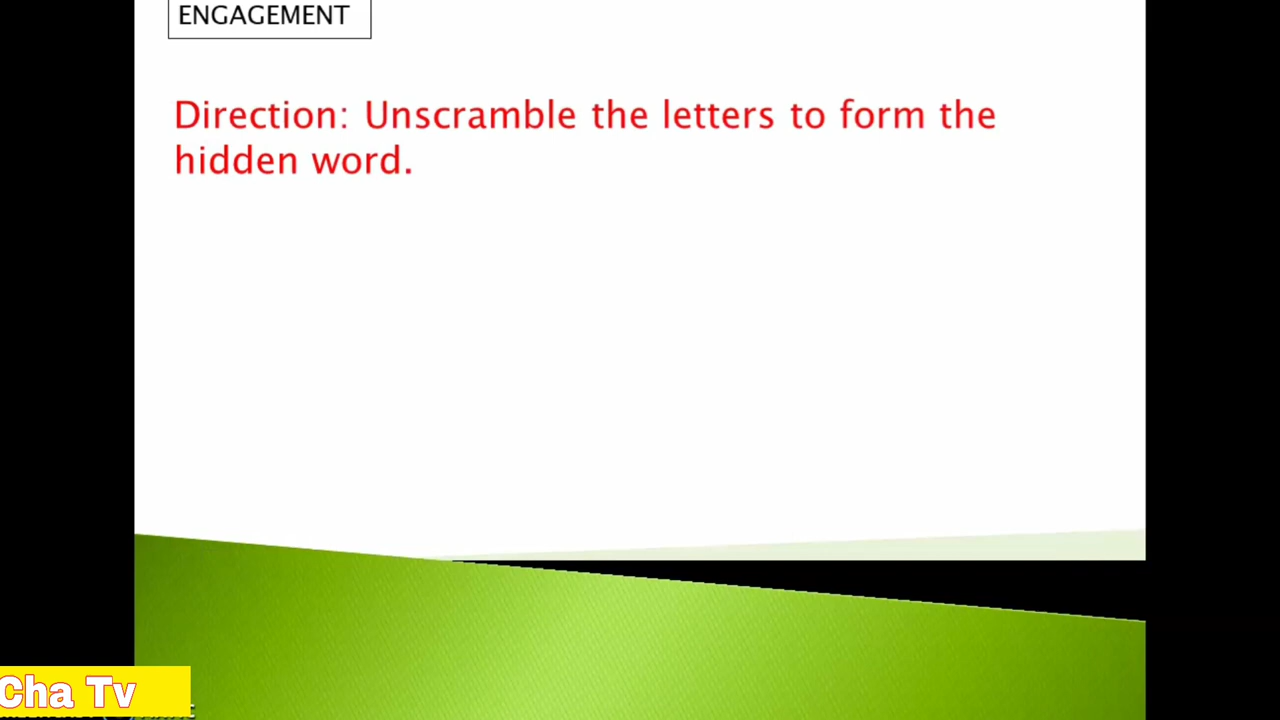 ENGAGEMENT
Direction: Unscramble the letters to form the
hidden word.
Cha Tv